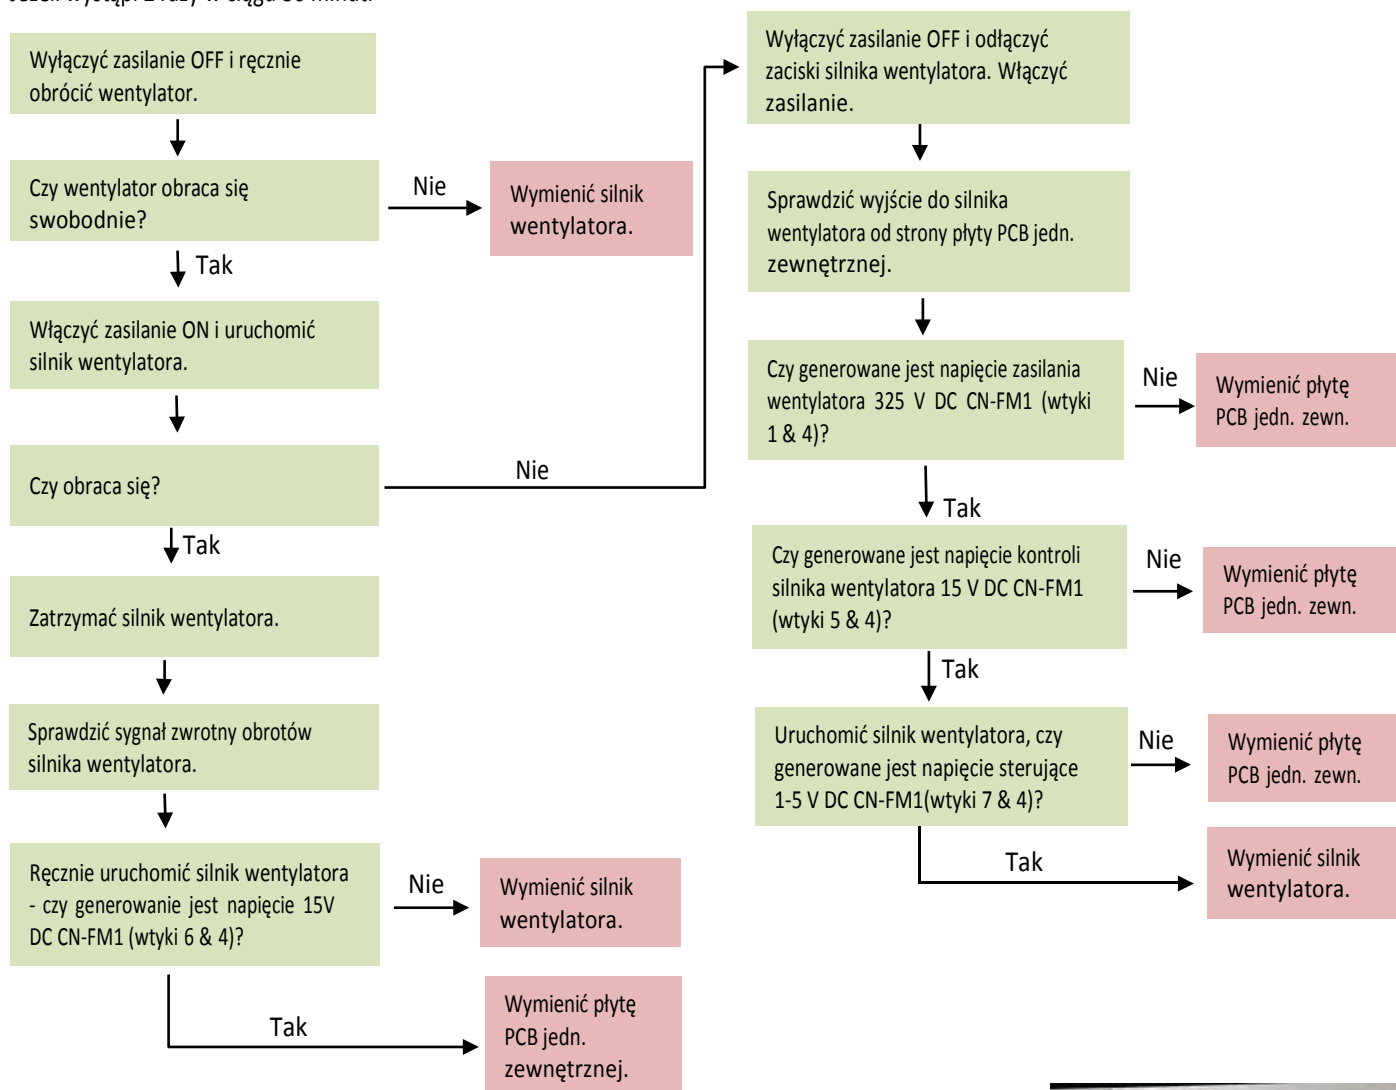 Jeżeli wystąpi 2 razy w ciągu 30 minut.
Wyłączyć zasilanie OFF i ręcznie
obrócić wentylator.
Czy wentylator obraca się
swobodnie?
Nie
Wymienić silnik
wentylatora.
Tak
Włączyć zasilanie ON i uruchomić
silnik wentylatora.
Czy obraca się?
Nie
Tak
Zatrzymać silnik wentylatora.
Sprawdzić sygnał zwrotny obrotów
silnika wentylatora.
Ręcznie uruchomić silnik wentylatora
- czy generowanie jest napięcie 15V
DC CN-FM1 (wtyki 6 & 4)?
Nie
Wymienić silnik
wentylatora.
Tak
Wymienić płytę
PCB jedn.
zewnętrznej.
Wyłączyć zasilanie OFF i odłączyć
zaciski silnika wentylatora. Włączyć
zasilanie.
Sprawdzić wyjście do silnika
wentylatora od strony płyty PCB jedn.
zewnętrznej.
Czy generowane jest napięcie zasilania
wentylatora 325 V DC CN-FM1 (wtyki
1 & 4)?
Nie
Wymienić płytę
PCB jedn. zewn.
Tak
Czy generowane jest napięcie kontroli
silnika wentylatora 15 V DC CN-FM1
(wtyki 5 & 4)?
Nie
Wymienić płytę
PCB jedn. zewn.
Tak
Uruchomić silnik wentylatora, czy
generowane jest napięcie sterujące
1-5 V DC CN-FM1(wtyki 7 & 4)?
Nie
Wymienić płytę
PCB jedn. zewn.
Tak
Wymienić silnik
wentylatora.